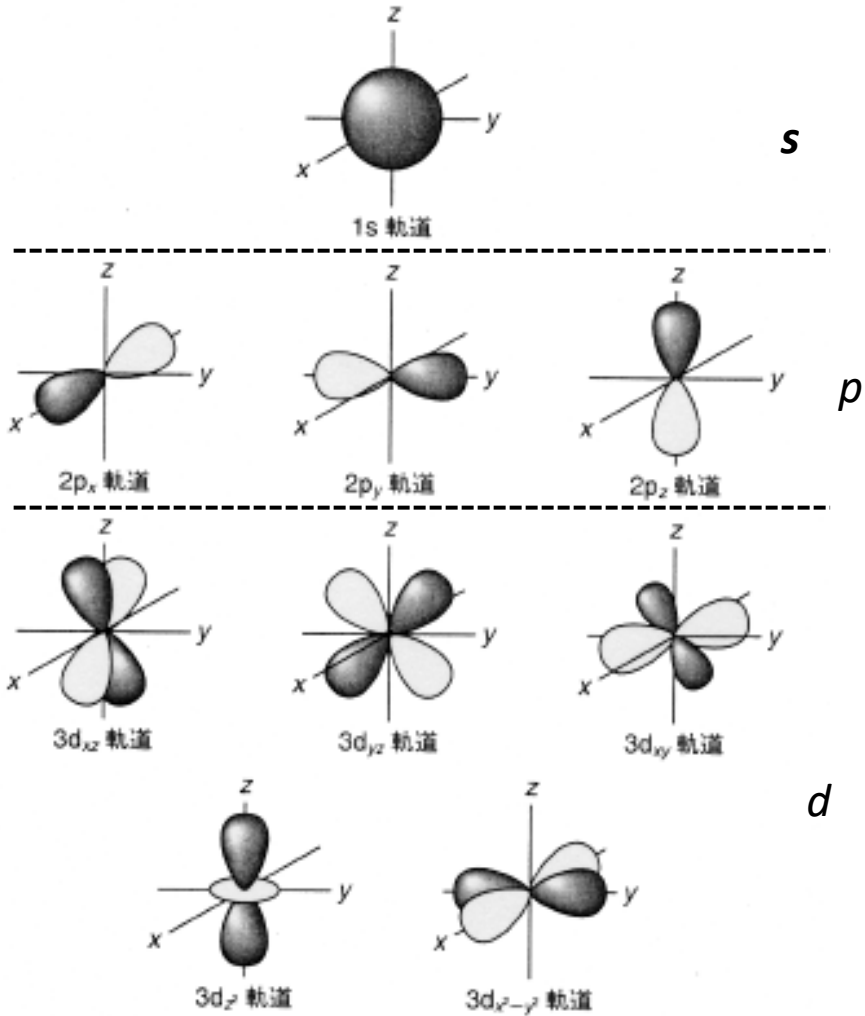 z
y
x
s
1s 軌道
z
y
x
2pₓ 軌道
z
y
x
2p_y 軌道
z
y
x
2p_z 軌道
p
z
y
x
3d_xz 軌道
z
y
x
3d_yz 軌道
z
y
x
3d_xy 軌道
d
z
y
x
3d_z² 軌道
z
y
x
3d_x²−y² 軌道